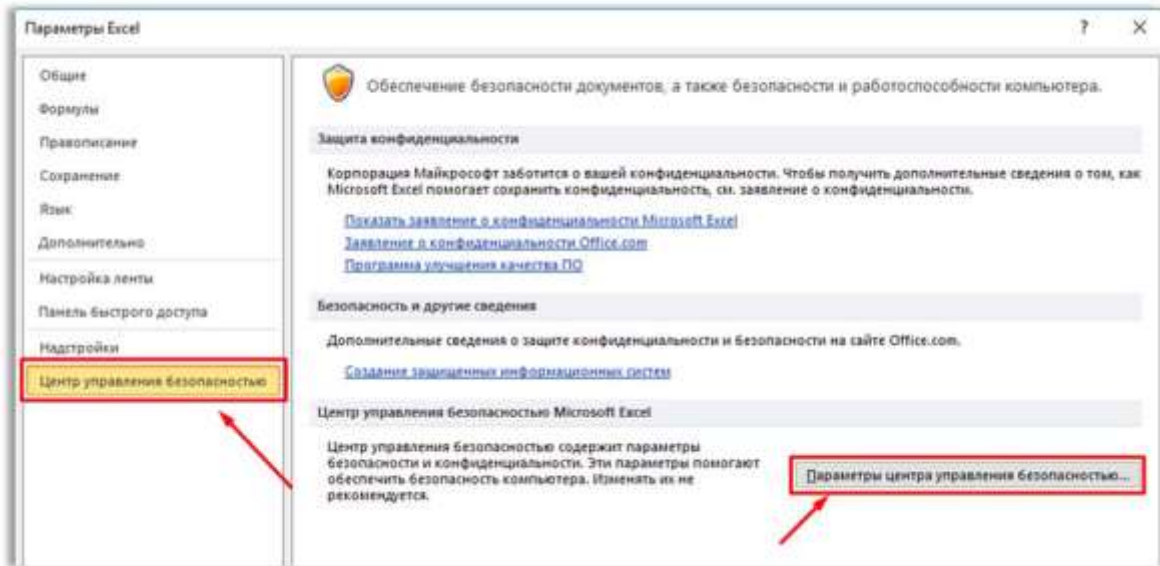 Параметры Excel
?
Общие
Формулы
Правописание
Сохранение
Язык
Дополнительно
Настройка ленты
Панель быстрого доступа
Надстройки
Центр управления безопасностью
Обеспечение безопасности документов, а также безопасности и работоспособности компьютера.
Защита конфиденциальности
Корпорация Майкрософт заботится о вашей конфиденциальности. Чтобы получить дополнительные сведения о том, как
Microsoft Excel помогает сохранить конфиденциальность, см. заявление о конфиденциальности.
Показать заявление о конфиденциальности Microsoft Excel
Заявление о конфиденциальности Office.com
Программа улучшения качества ПО
Безопасность и другие сведения
Дополнительные сведения о защите конфиденциальности и безопасности на сайте Office.com.
Создание защищенных информационных систем
Центр управления безопасностью Microsoft Excel
Центр управления безопасностью содержит параметры
безопасности и конфиденциальности. Эти параметры помогают
обеспечить безопасность компьютера. Изменять их не
рекомендуется.
Параметры центра управления безопасностью...